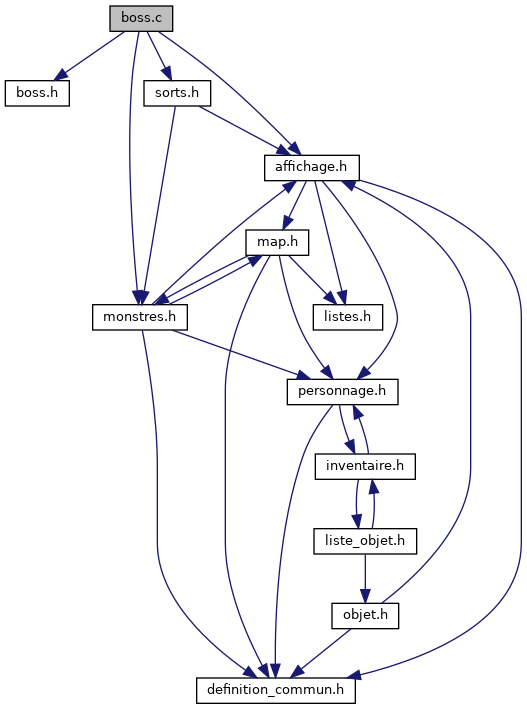 boss.c
boss.h
sorts.h
affichage.h
map.h
monstres.h
listes.h
personnage.h
inventaire.h
liste_objet.h
objet.h
definition_commun.h